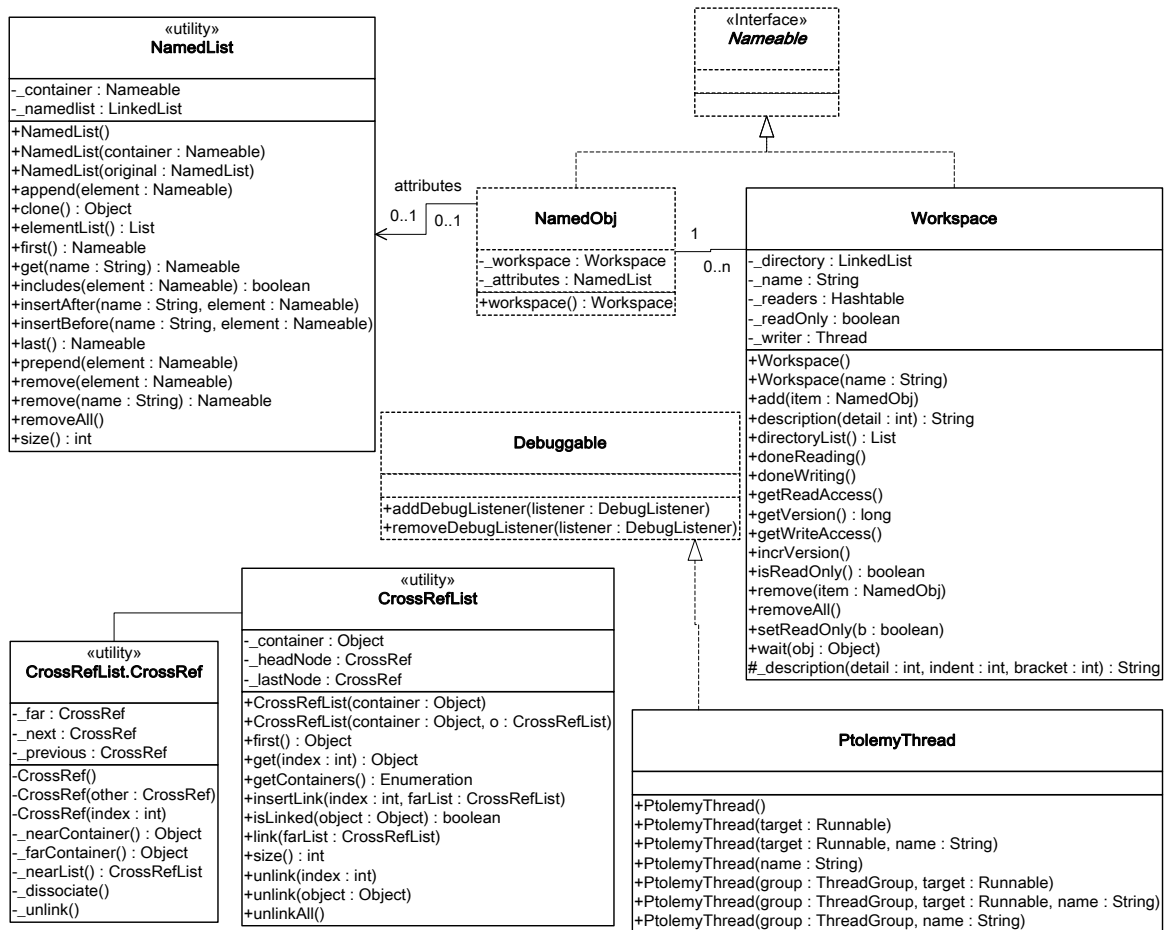 «utility»
NamedList
-_container : Nameable
-_namedlist : LinkedList
+NamedList()
+NamedList(container : Nameable)
+NamedList(original : NamedList)
+append(element : Nameable)
+clone() : Object
+elementList() : List
+first() : Nameable
+get(name : String) : Nameable
+includes(element : Nameable) : boolean
+insertAfter(name : String, element : Nameable)
+insertBefore(name : String, element : Nameable)
+last() : Nameable
+prepend(element : Nameable)
+remove(element : Nameable)
+remove(name : String) : Nameable
+removeAll()
+size() : int
«Interface»
Nameable
attributes
0..1
0..1
NamedObj
-_workspace : Workspace
-_attributes : NamedList
+workspace() : Workspace
1
0..n
Workspace
-_directory : LinkedList
-_name : String
-_readers : Hashtable
-_readOnly : boolean
-_writer : Thread
+Workspace()
+Workspace(name : String)
+add(item : NamedObj)
+description(detail : int) : String
+directoryList() : List
+doneReading()
+doneWriting()
+getReadAccess()
+getVersion() : long
+getWriteAccess()
+incrVersion()
+isReadOnly() : boolean
+remove(item : NamedObj)
+removeAll()
+setReadOnly(b : boolean)
+wait(obj : Object)
#_description(detail : int, indent : int, bracket : int) : String
Debuggable
+addDebugListener(listener : DebugListener)
+removeDebugListener(listener : DebugListener)
«utility»
CrossRefList
-_container : Object
-_headNode : CrossRef
-_lastNode : CrossRef
+CrossRefList(container : Object)
+CrossRefList(container : Object, o : CrossRefList)
+first() : Object
+get(index : int) : Object
+getContainers() : Enumeration
+insertLink(index : int, farList : CrossRefList)
+isLinked(object : Object) : boolean
+link(farList : CrossRefList)
+size() : int
+unlink(index : int)
+unlink(object : Object)
+unlinkAll()
«utility»
CrossRefList.CrossRef
-_far : CrossRef
-_next : CrossRef
-_previous : CrossRef
-CrossRef()
-CrossRef(other : CrossRef)
-CrossRef(index : int)
-_nearContainer() : Object
-_farContainer() : Object
-_nearList() : CrossRefList
-_dissociate()
-_unlink()
PtolemyThread
+PtolemyThread()
+PtolemyThread(target : Runnable)
+PtolemyThread(target : Runnable, name : String)
+PtolemyThread(name : String)
+PtolemyThread(group : ThreadGroup, target : Runnable)
+PtolemyThread(group : ThreadGroup, target : Runnable, name : String)
+PtolemyThread(group : ThreadGroup, name : String)